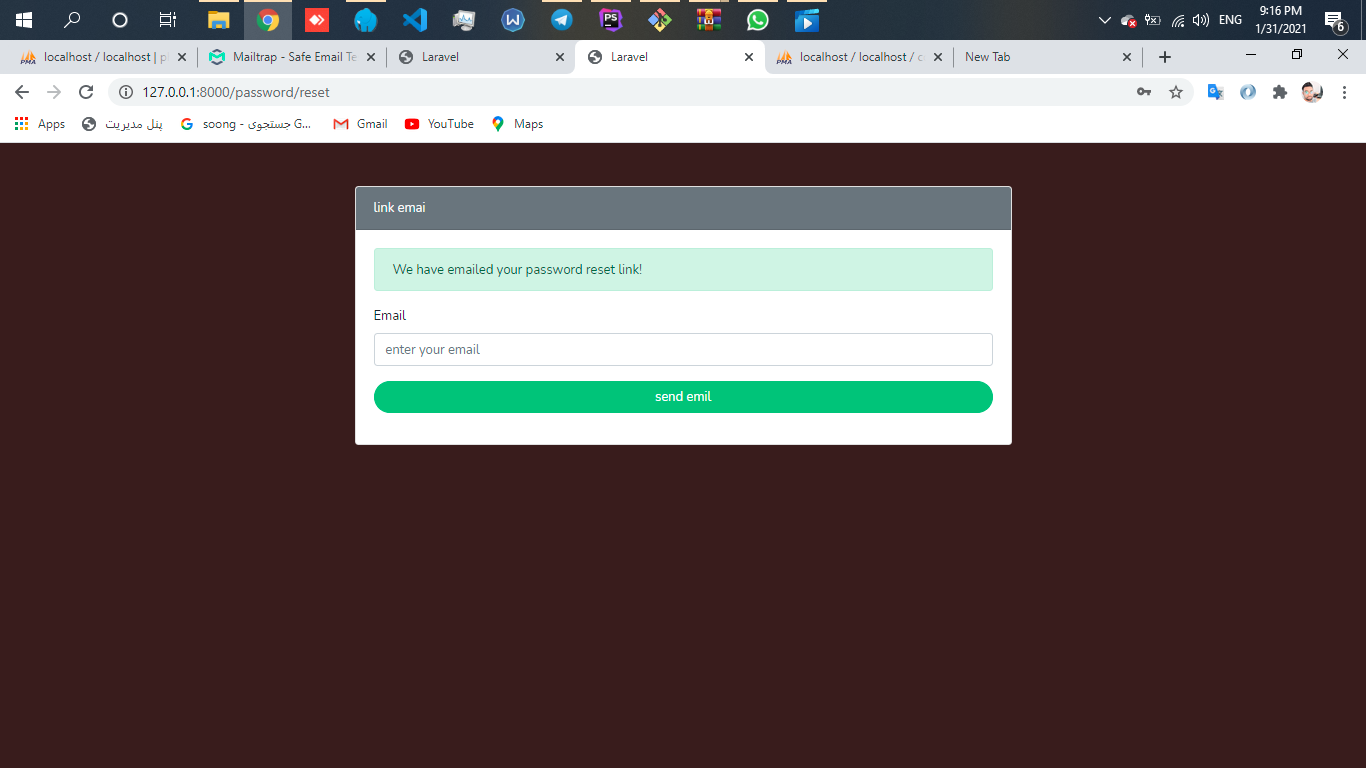 ENG
9:16 PM
1/31/2021
6
localhost / localhost | p
Mailtrap - Safe Email Te
Laravel
Laravel
localhost / localhost / c
New Tab
127.0.0.1:8000/password/reset
Apps
پنل مدیریت
soong - جستجوی G...
Gmail
YouTube
Maps
link emai
We have emailed your password reset link!
Email
enter your email
send emil